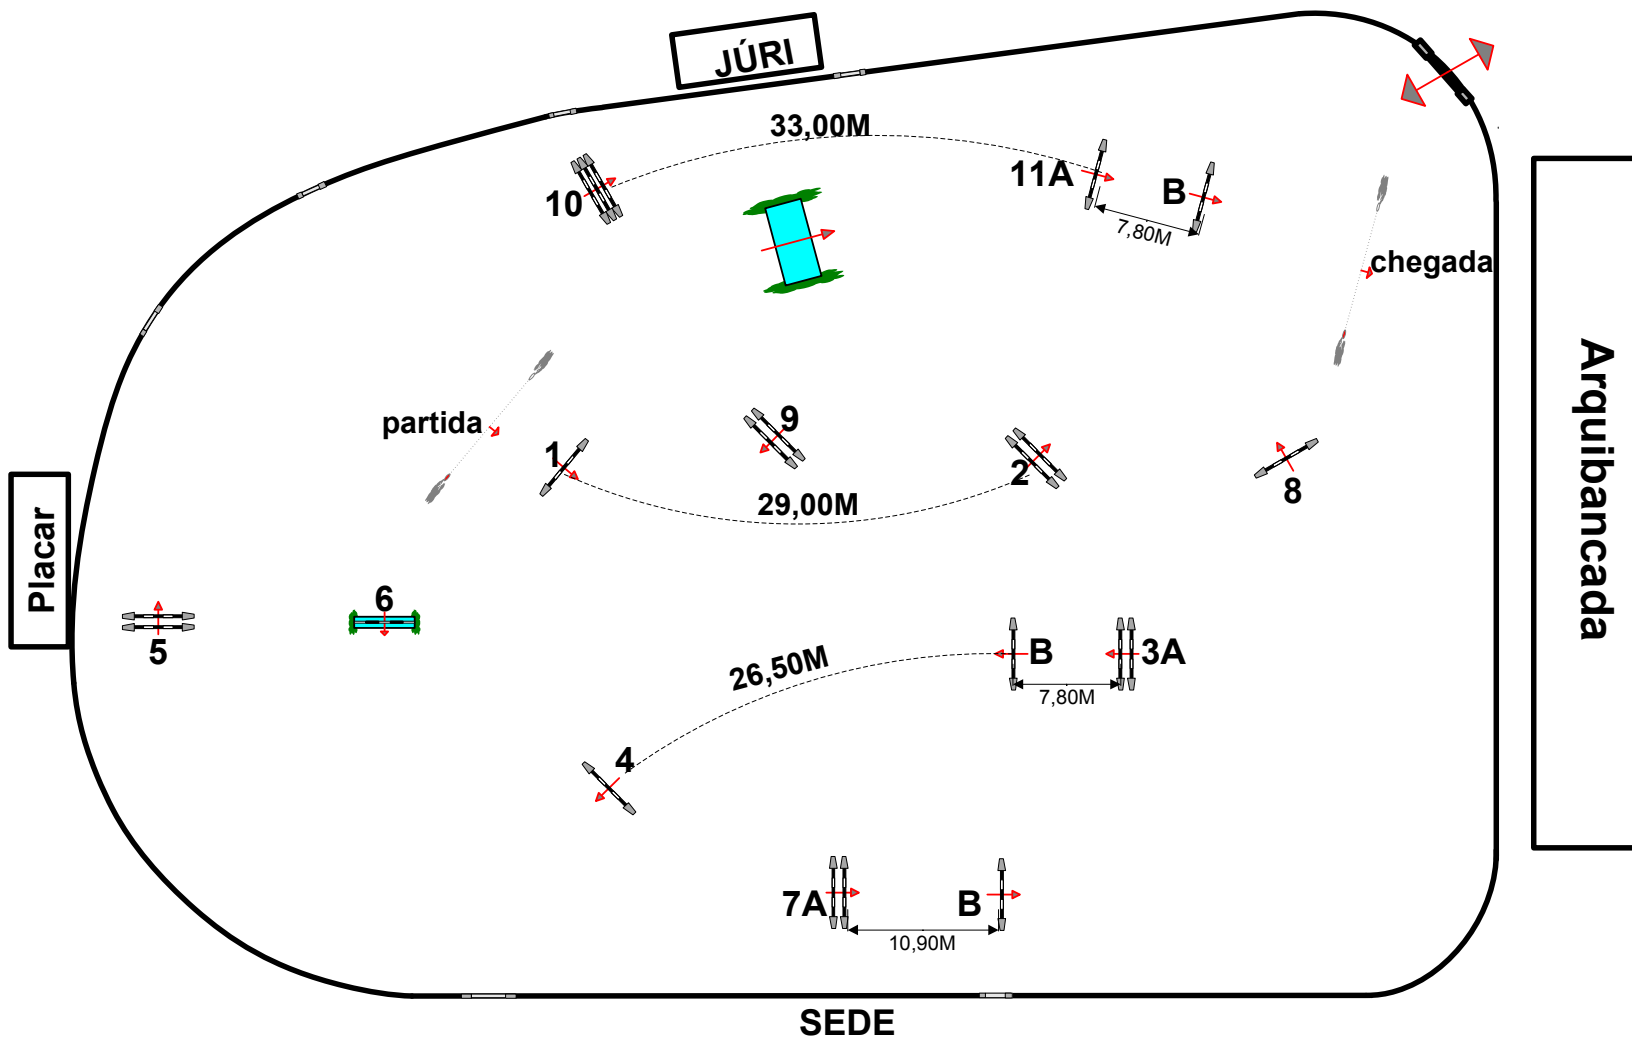 JÚRI
33,00M
10
11A
B
7,80M
chegada
partida
1
9
2
8
29,00M
Arquibancada
Placar
5
6
B
3A
7,80M
26,50M
4
7A
B
10,90M
SEDE